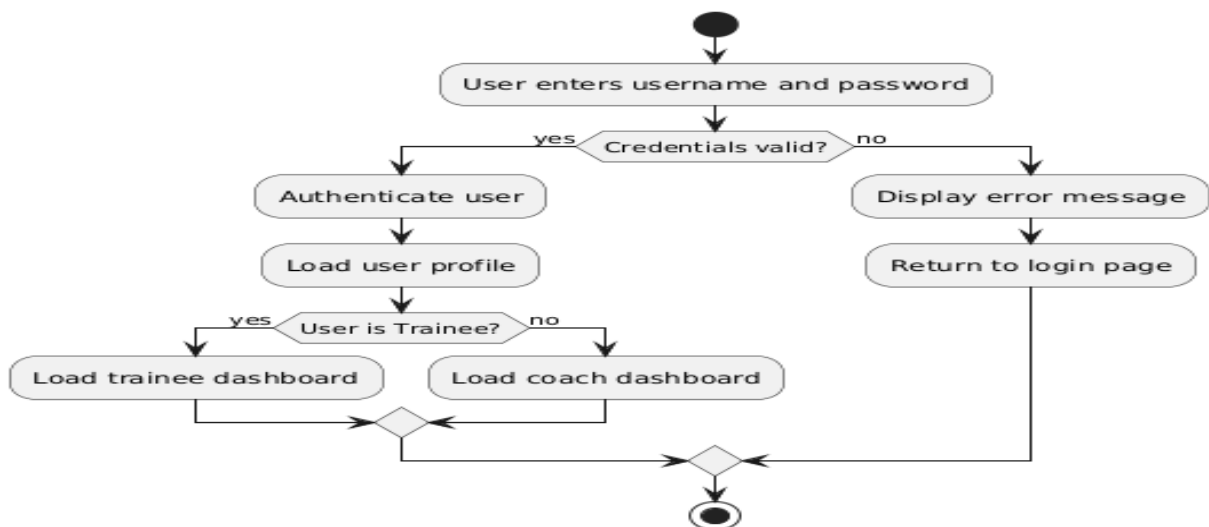 User enters username and password
yes
Credentials valid?
no
Authenticate user
Display error message
Load user profile
Return to login page
yes
User is Trainee?
no
Load trainee dashboard
Load coach dashboard